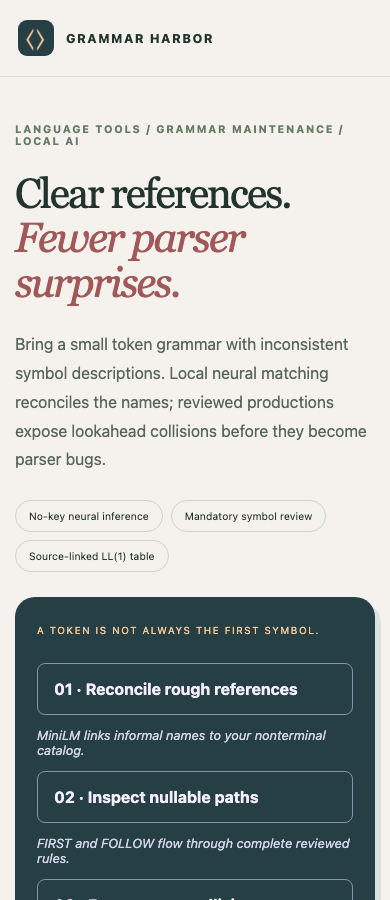 GRAMMAR HARBOR
LANGUAGE TOOLS / GRAMMAR MAINTENANCE /
LOCAL AI
Clear references.
Fewer parser
surprises.
Bring a small token grammar with inconsistent
symbol descriptions. Local neural matching
reconciles the names; reviewed productions
expose lookahead collisions before they become
parser bugs.
No-key neural inference
Mandatory symbol review
Source-linked LL(1) table
A TOKEN IS NOT ALWAYS THE FIRST SYMBOL.
01 · Reconcile rough references
MiniLM links informal names to your nonterminal
catalog.
02 · Inspect nullable paths
FIRST and FOLLOW flow through complete reviewed
rules.